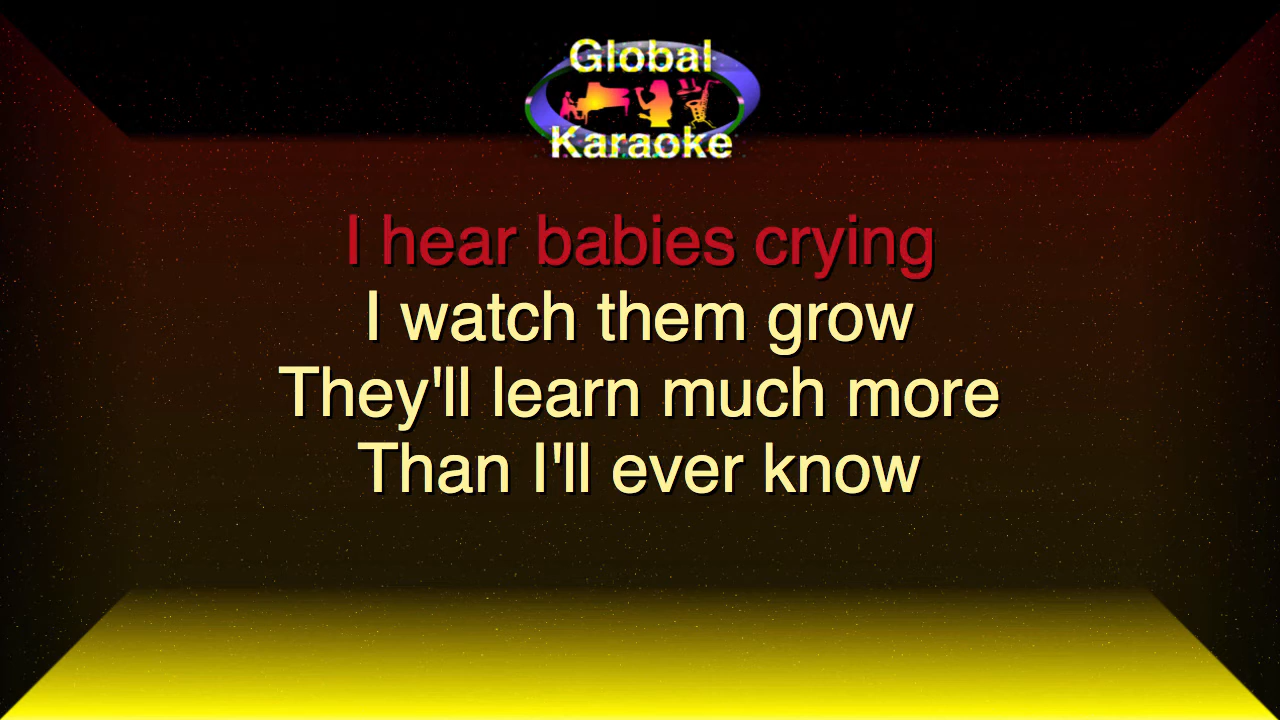 Global
Karaoke
I hear babies crying
I watch them grow
They'll learn much more
Than I'll ever know